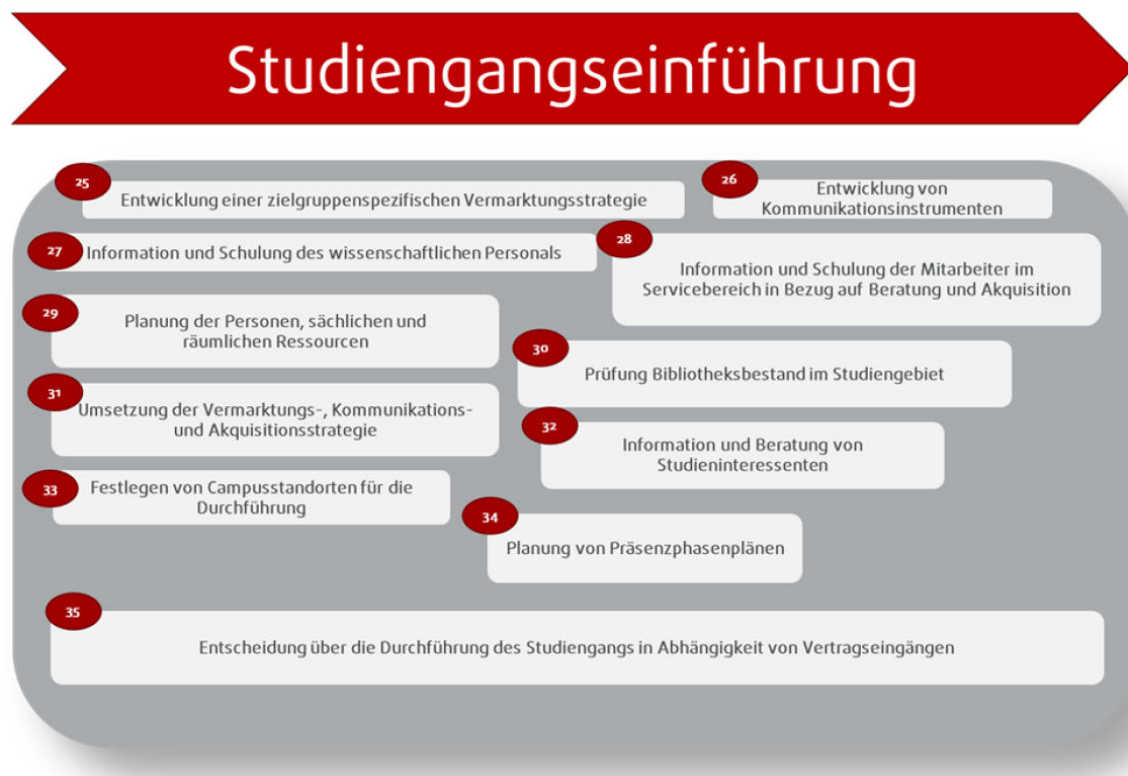 Studiengangseinführung
25
Entwicklung einer zielgruppenspezifischen Vermarktungsstrategie
26
Entwicklung von
Kommunikationsinstrumenten
27
Information und Schulung des wissenschaftlichen Personals
28
Information und Schulung der Mitarbeiter im
Servicebereich in Bezug auf Beratung und Akquisition
29
Planung der Personen, sächlichen und
räumlichen Ressourcen
30
Prüfung Bibliotheksbestand im Studiengebiet
31
Umsetzung der Vermarktungs-, Kommunikations-
und Akquisitionsstrategie
32
Information und Beratung von
Studieninteressenten
33
Festlegen von Campusstandorten für die
Durchführung
34
Planung von Präsenzphasenplänen
35
Entscheidung über die Durchführung des Studiengangs in Abhängigkeit von Vertragseingängen